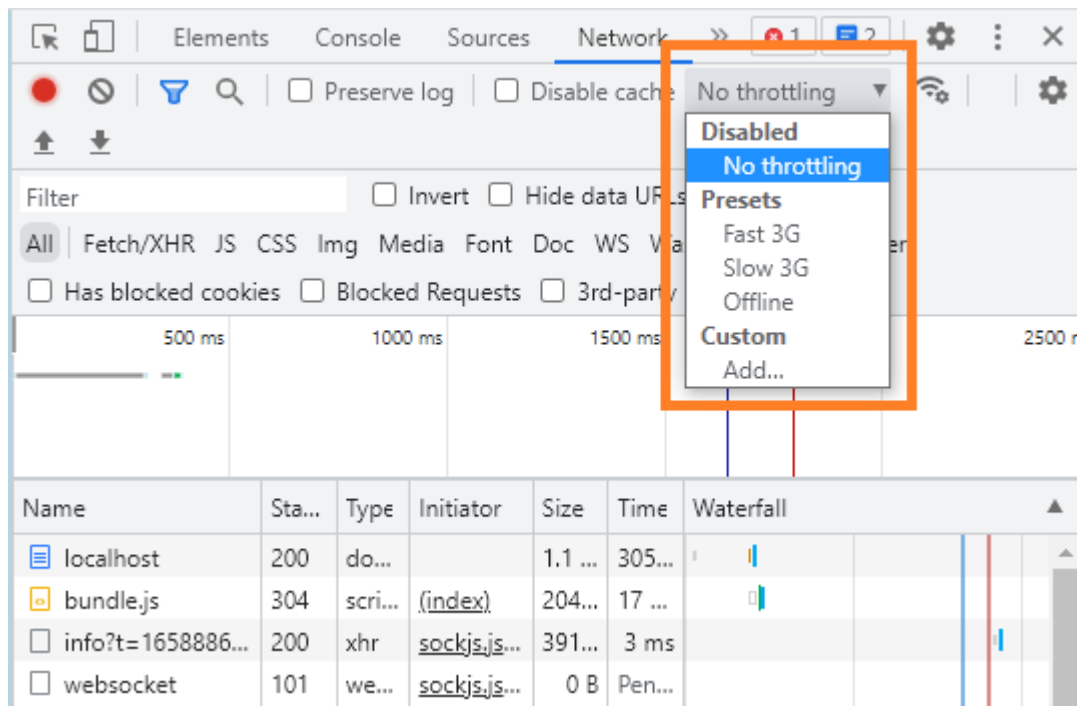 Elements Console Sources Network » 1 2
Preserve log Disable cache No throttling
Disabled
No throttling
Filter Invert Hide data URLs
Presets
All Fetch/XHR JS CSS Img Media Font Doc WS
Fast 3G
Slow 3G
Has blocked cookies Blocked Requests 3rd-party
Offline
500 ms 1000 ms 1500 ms 2500
Custom
Add...
Name Sta... Type Initiator Size Time Waterfall
localhost 200 do... 1.1 ... 305...
bundle.js 304 scri... (index) 204... 17 ...
info?t=1658886... 200 xhr sockjs.js... 391... 3 ms
websocket 101 we... sockjs.js... 0 B Pen...